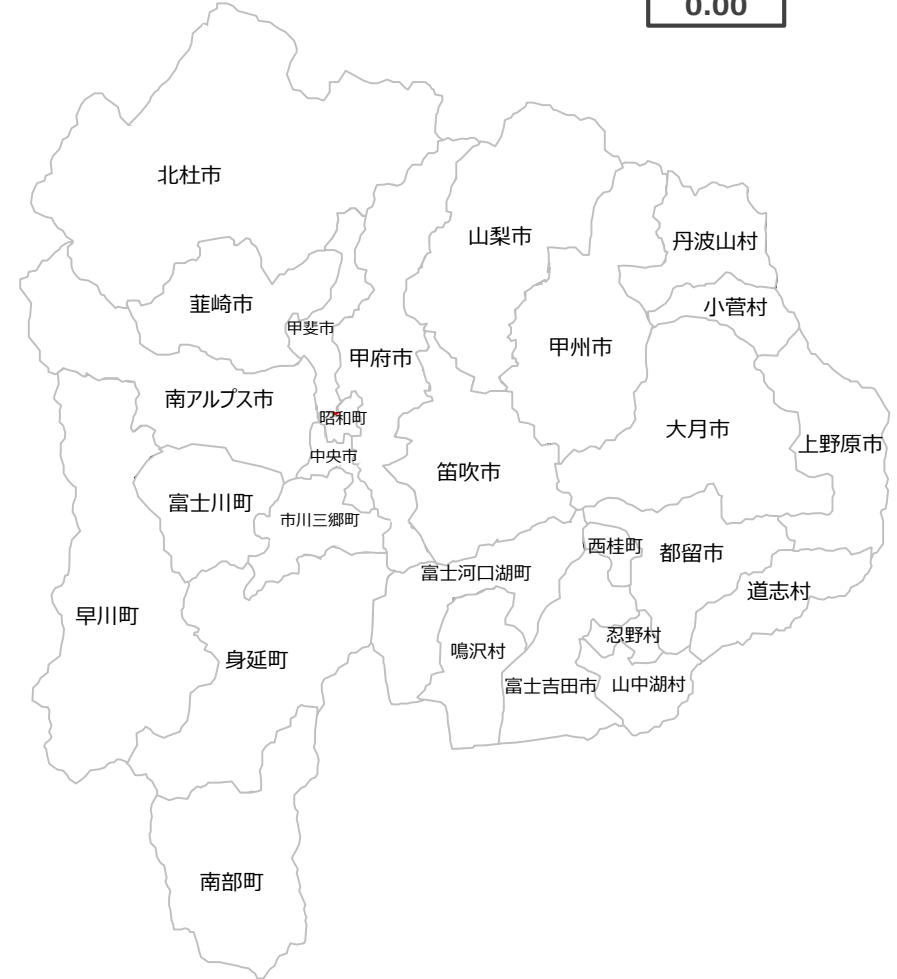 0.00
北杜市
山梨市
丹波山村
韮崎市
小菅村
甲斐市
甲府市
甲州市
南アルプス市
昭和町
大月市
上野原市
中央市
笛吹市
富士川町
市川三郷町
西桂町
都留市
富士河口湖町
道志村
早川町
忍野村
鳴沢村
身延町
富士吉田市
山中湖村
南部町